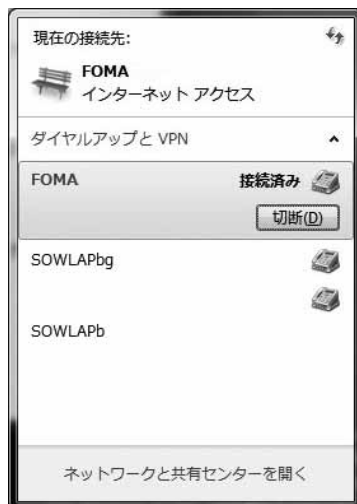 現在の接続先:
FOMA
インターネット アクセス
ダイヤルアップと VPN
FOMA 接続済み
切断(D)
SOWLAPbg
SOWLAPb
ネットワークと共有センターを開く